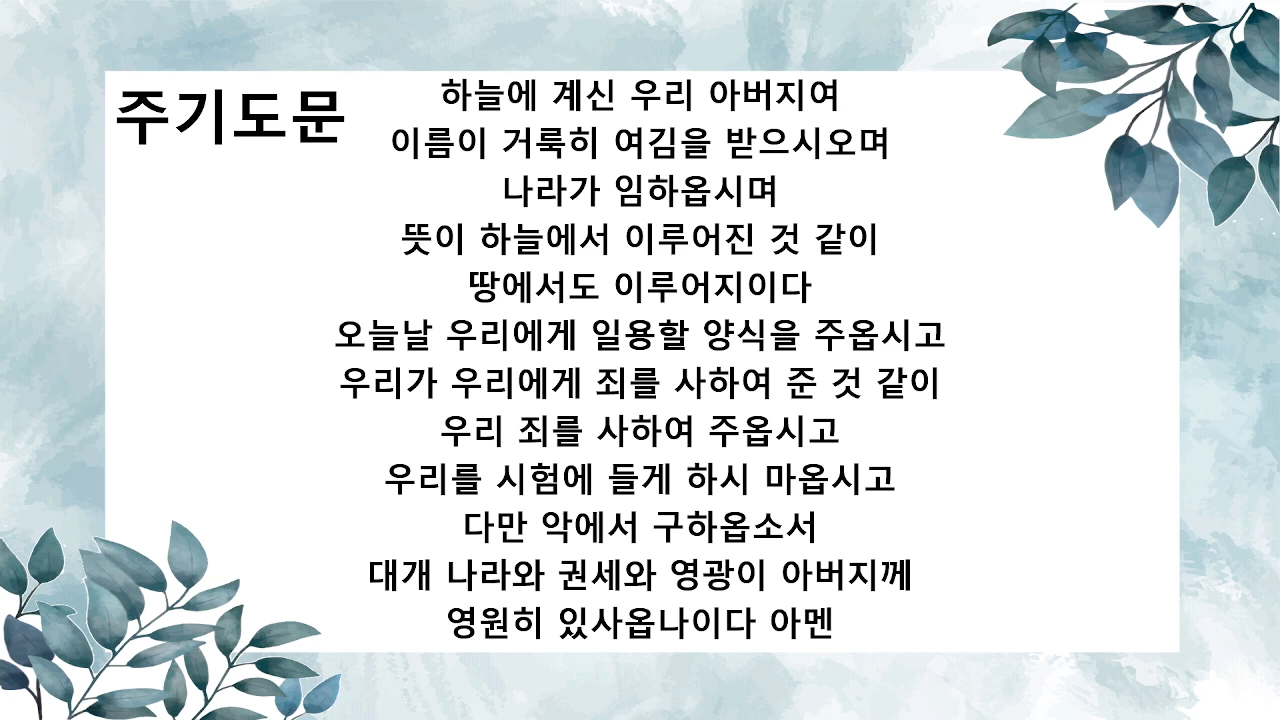 주기도문
하늘에 계신 우리 아버지여
이름이 거룩히 여김을 받으시오며
나라가 임하옵시며
뜻이 하늘에서 이루어진 것 같이
땅에서도 이루어지이다
오늘날 우리에게 일용할 양식을 주옵시고
우리가 우리에게 죄를 사하여 준 것 같이
우리 죄를 사하여 주옵시고
우리를 시험에 들게 하시 마옵시고
다만 악에서 구하옵소서
대개 나라와 권세와 영광이 아버지께
영원히 있사옵나이다 아멘